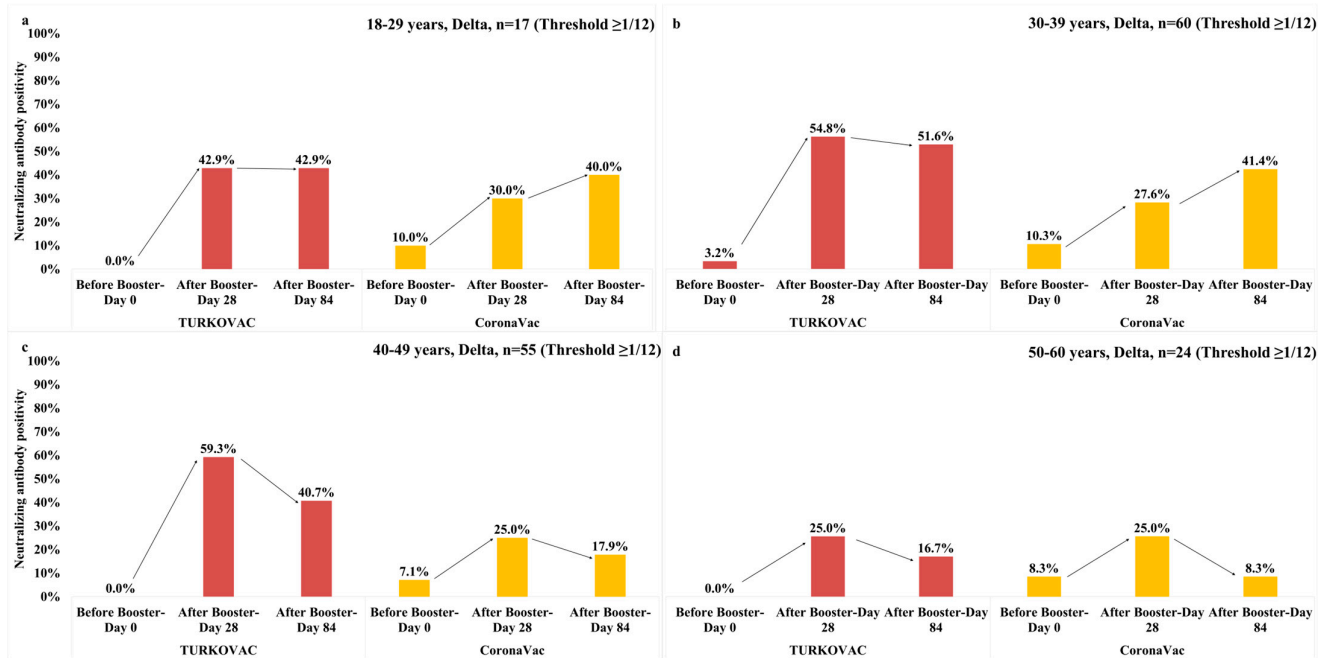 a
18-29 years, Delta, n=17 (Threshold ≥1/12)
Neutralizing antibody positivity
100%
90%
80%
70%
60%
50%
40%
30%
20%
10%
0%
0.0%
42.9%
42.9%
10.0%
30.0%
40.0%
Before Booster-
Day 0
After Booster-
Day 28
After Booster-
Day 84
Before Booster-
Day 0
After Booster-
Day 28
After Booster-
Day 84
TURKOVAC
CoronaVac
b
30-39 years, Delta, n=60 (Threshold ≥1/12)
3.2%
54.8%
51.6%
10.3%
27.6%
41.4%
Before Booster-
Day 0
After Booster-Day
28
After Booster-Day
84
Before Booster-
Day 0
After Booster-Day
28
After Booster-Day
84
TURKOVAC
CoronaVac
c
40-49 years, Delta, n=55 (Threshold ≥1/12)
Neutralizing antibody positivity
100%
90%
80%
70%
60%
50%
40%
30%
20%
10%
0%
0.0%
59.3%
40.7%
7.1%
25.0%
17.9%
Before Booster-
Day 0
After Booster-
Day 28
After Booster-
Day 84
Before Booster-
Day 0
After Booster-
Day 28
After Booster-
Day 84
TURKOVAC
CoronaVac
d
50-60 years, Delta, n=24 (Threshold ≥1/12)
0.0%
25.0%
16.7%
8.3%
25.0%
8.3%
Before Booster-
Day 0
After Booster-Day
28
After Booster-Day
84
Before Booster-
Day 0
After Booster-Day
28
After Booster-Day
84
TURKOVAC
CoronaVac